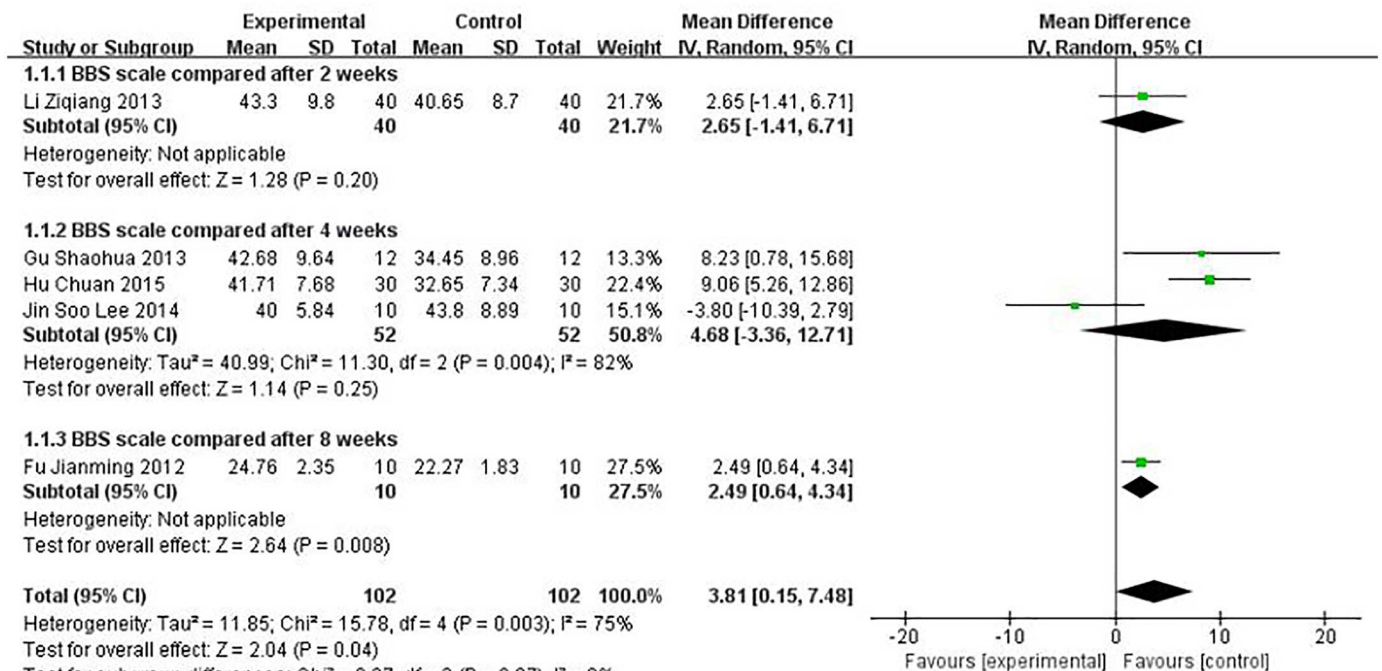 Experimental Control Mean Difference Mean Difference
Study or Subgroup Mean SD Total Mean SD Total Weight IV, Random, 95% CI IV, Random, 95% CI
1.1.1 BBS scale compared after 2 weeks
Li Ziqiang 2013 43.3 9.8 40 40.65 8.7 40 21.7% 2.65 [-1.41, 6.71]
Subtotal (95% CI) 40 40 21.7% 2.65 [-1.41, 6.71]
Heterogeneity: Not applicable
Test for overall effect: Z = 1.28 (P = 0.20)
1.1.2 BBS scale compared after 4 weeks
Gu Shaohua 2013 42.68 9.64 12 34.45 8.96 12 13.3% 8.23 [0.78, 15.68]
Hu Chuan 2015 41.71 7.68 30 32.65 7.34 30 22.4% 9.06 [5.26, 12.86]
Jin Soo Lee 2014 40 5.84 10 43.8 8.89 10 15.1% -3.80 [-10.39, 2.79]
Subtotal (95% CI) 52 52 50.8% 4.68 [-3.36, 12.71]
Heterogeneity: Tau² = 40.99; Chi² = 11.30, df = 2 (P = 0.004); I² = 82%
Test for overall effect: Z = 1.14 (P = 0.25)
1.1.3 BBS scale compared after 8 weeks
Fu Jianming 2012 24.76 2.35 10 22.27 1.83 10 27.5% 2.49 [0.64, 4.34]
Subtotal (95% CI) 10 10 27.5% 2.49 [0.64, 4.34]
Heterogeneity: Not applicable
Test for overall effect: Z = 2.64 (P = 0.008)
Total (95% CI) 102 102 100.0% 3.81 [0.15, 7.48]
Heterogeneity: Tau² = 11.85; Chi² = 15.78, df = 4 (P = 0.003); I² = 75%
Test for overall effect: Z = 2.04 (P = 0.04)
-20 -10 0 10 20
Favours [experimental] Favours [control]